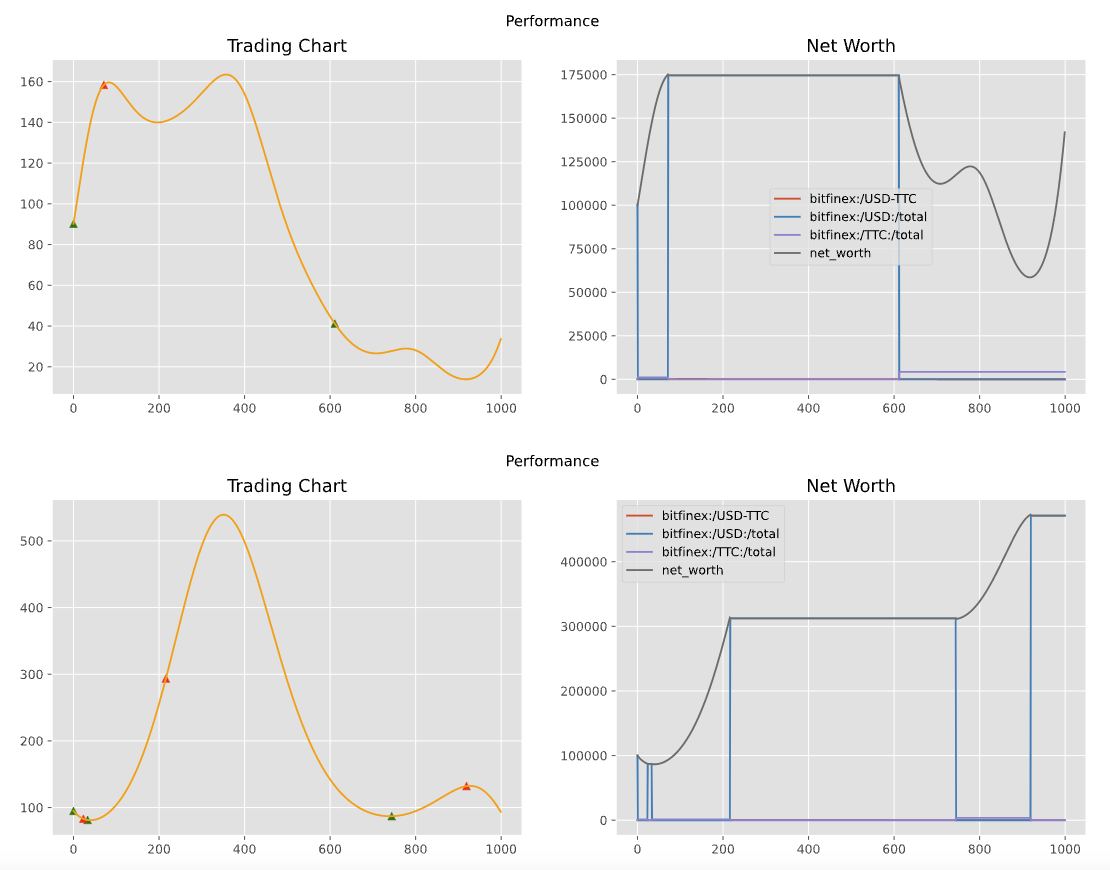 Performance
Trading Chart
160
140
120
100
80
60
40
20
0 200 400 600 800 1000
Net Worth
175000
150000
125000
100000
75000
50000
25000
0
bitfinex:/USD-TTC
bitfinex:/USD:/total
bitfinex:/TTC:/total
net_worth
0 200 400 600 800 1000
Performance
Trading Chart
500
400
300
200
100
0 200 400 600 800 1000
Net Worth
bitfinex:/USD-TTC
bitfinex:/USD:/total
bitfinex:/TTC:/total
net_worth
400000
300000
200000
100000
0
0 200 400 600 800 1000